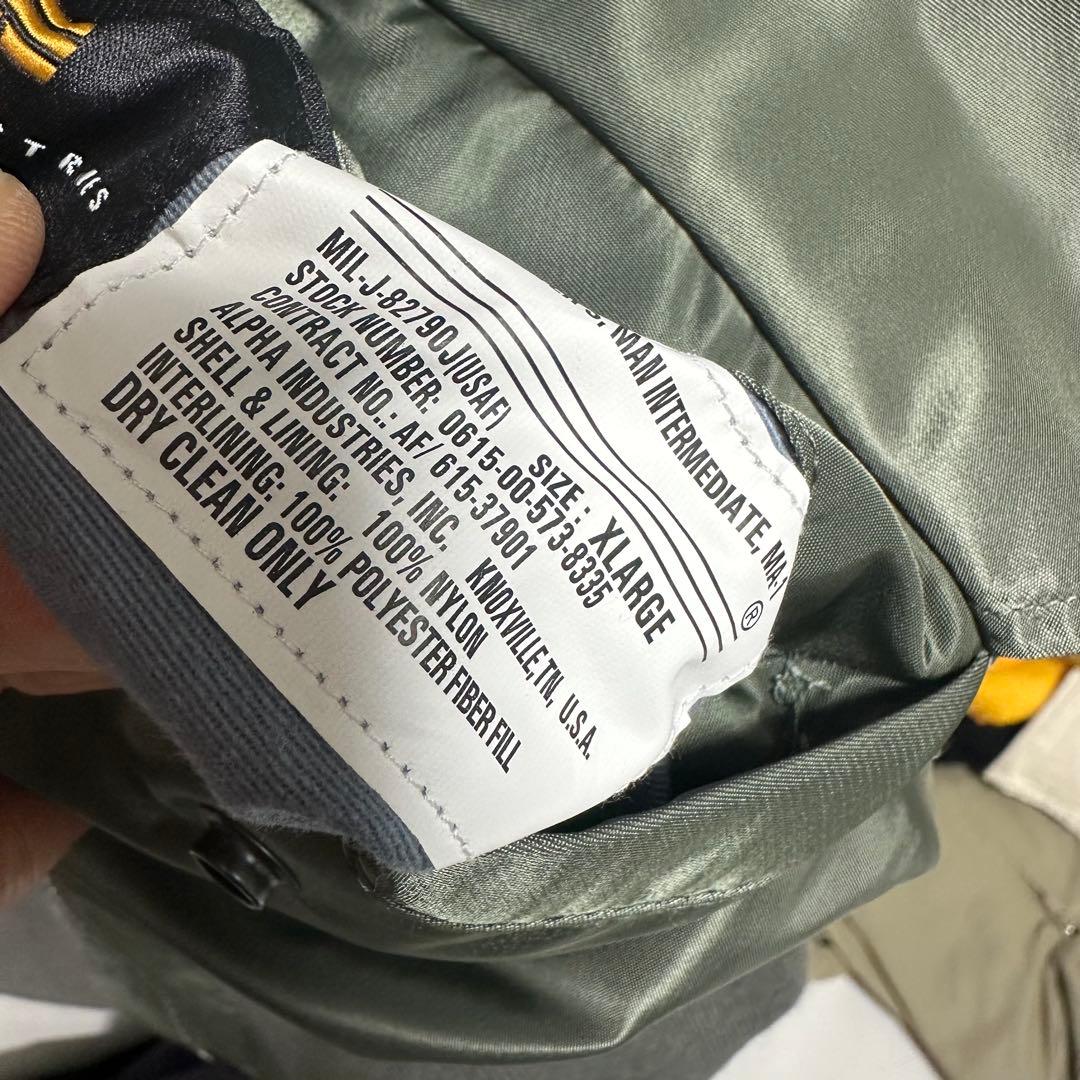 TRIES
MAN INTERMEDIATE, MA-1
®
SIZE: XLARGE
MIL-J-82790J(USAF)
STOCK NUMBER: 0615-00-573-8335
CONTRACT NO.: AF/ 615-37901
ALPHA INDUSTRIES, INC. KNOXVILLE,TN, U.S.A.
SHELL & LINING: 100% NYLON
INTERLINING: 100% POLYESTER FIBER FILL
DRY CLEAN ONLY